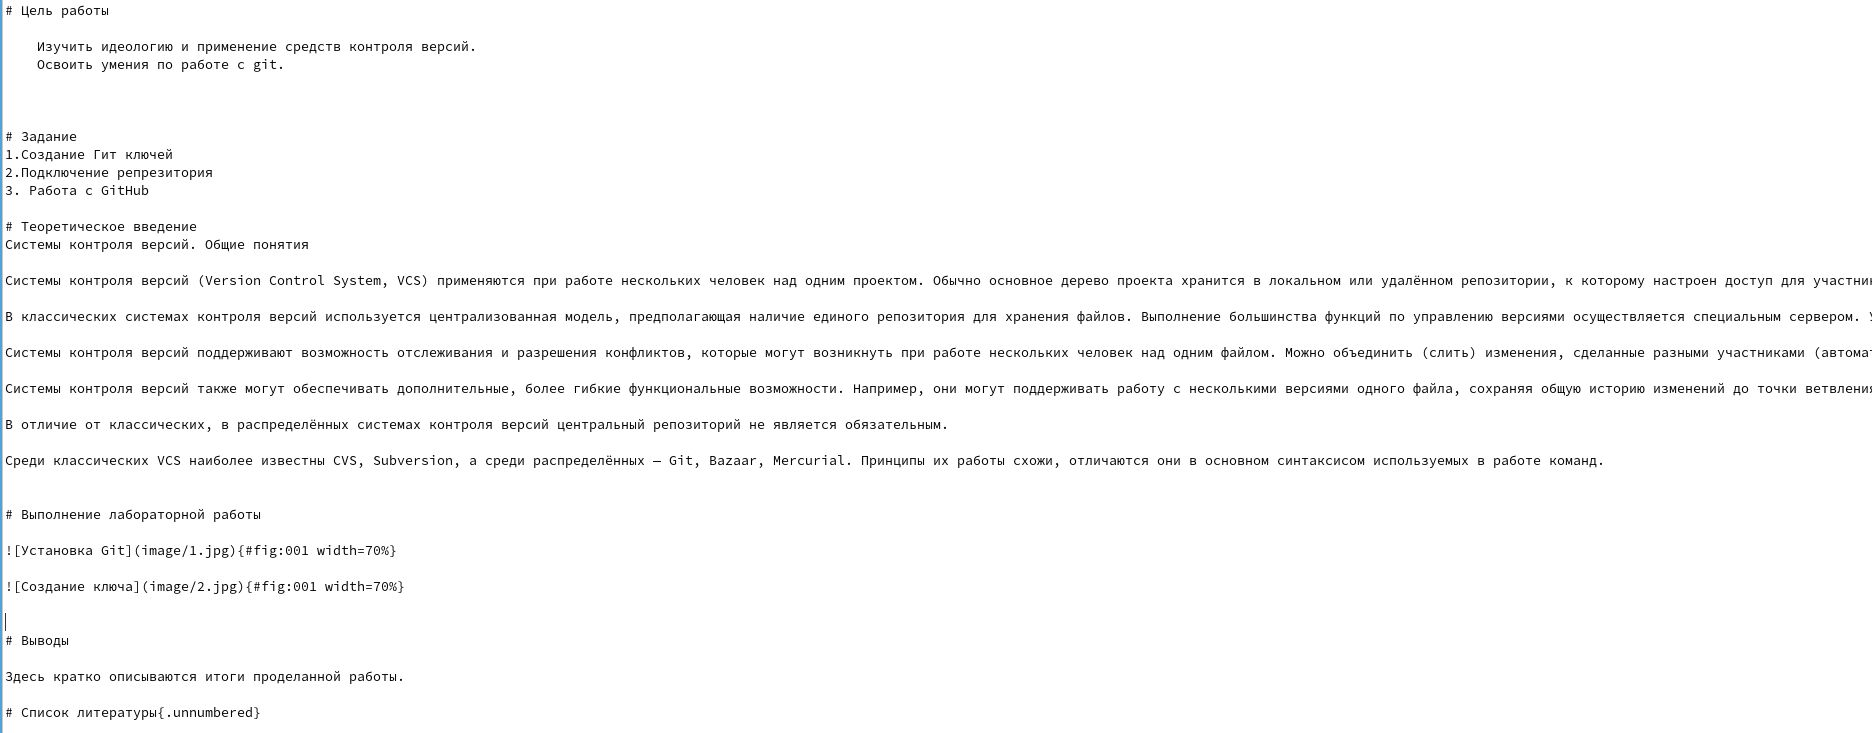 # Цель работы
Изучить идеологию и применение средств контроля версий.
Освоить умения по работе с git.
# Задание
1.Создание Гит ключей
2.Подключение репрезитория
3. Работа с GitHub
# Теоретическое введение
Системы контроля версий. Общие понятия
Системы контроля версий (Version Control System, VCS) применяются при работе нескольких человек над одним проектом. Обычно основное дерево проекта хранится в локальном или удалённом репозитории, к которому настроен доступ для
В классических системах контроля версий используется централизованная модель, предполагающая наличие единого репозитория для хранения файлов. Выполнение большинства функций по управлению версиями осуществляется специальным сервером.
Системы контроля версий поддерживают возможность отслеживания и разрешения конфликтов, которые могут возникнуть при работе нескольких человек над одним файлом. Можно объединить (слить) изменения, сделанные разными участниками
Системы контроля версий также могут обеспечивать дополнительные, более гибкие функциональные возможности. Например, они могут поддерживать работу с несколькими версиями одного файла, сохраняя общую историю изменений до точки ветвления
В отличие от классических, в распределённых системах контроля версий центральный репозиторий не является обязательным.
Среди классических VCS наиболее известны CVS, Subversion, а среди распределённых — Git, Bazaar, Mercurial. Принципы их работы схожи, отличаются они в основном синтаксисом используемых в работе команд.
# Выполнение лабораторной работы
![Установка Git](image/1.jpg){#fig:001 width=70%}
![Создание ключа](image/2.jpg){#fig:001 width=70%}
# Выводы
Здесь кратко описываются итоги проделанной работы.
# Список литературы{.unnumbered}